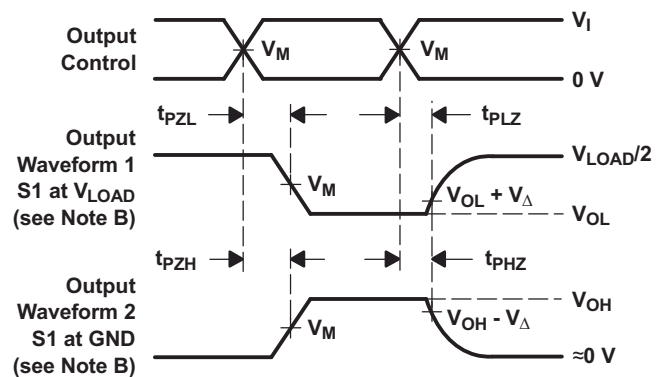 Output
Control
V_M
V_M
V_I
0 V
t_PZL
t_PLZ
Output
Waveform 1
S1 at V_LOAD
(see Note B)
V_M
V_LOAD/2
V_OL + V_Δ
V_OL
t_PZH
t_PHZ
Output
Waveform 2
S1 at GND
(see Note B)
V_M
V_OH
V_OH - V_Δ
≈0 V